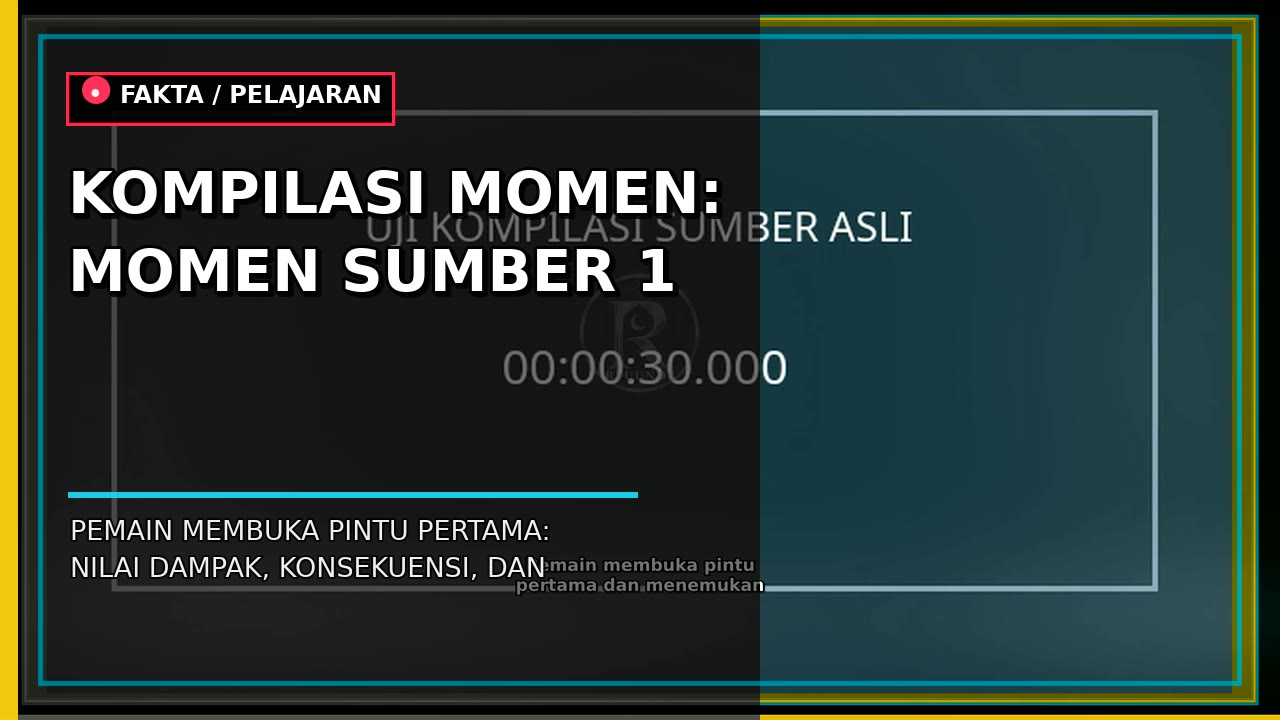 FAKTA / PELAJARAN
KOMPILASI MOMEN:
MOMEN SUMBER 1
UJI KOMPILASI SUMBER ASLI
00:00:30.000
PEMAIN MEMBUKA PINTU PERTAMA:
NILAI DAMPAK, KONSEKUENSI, DAN
emain membuka pintu
pertama dan menemukan